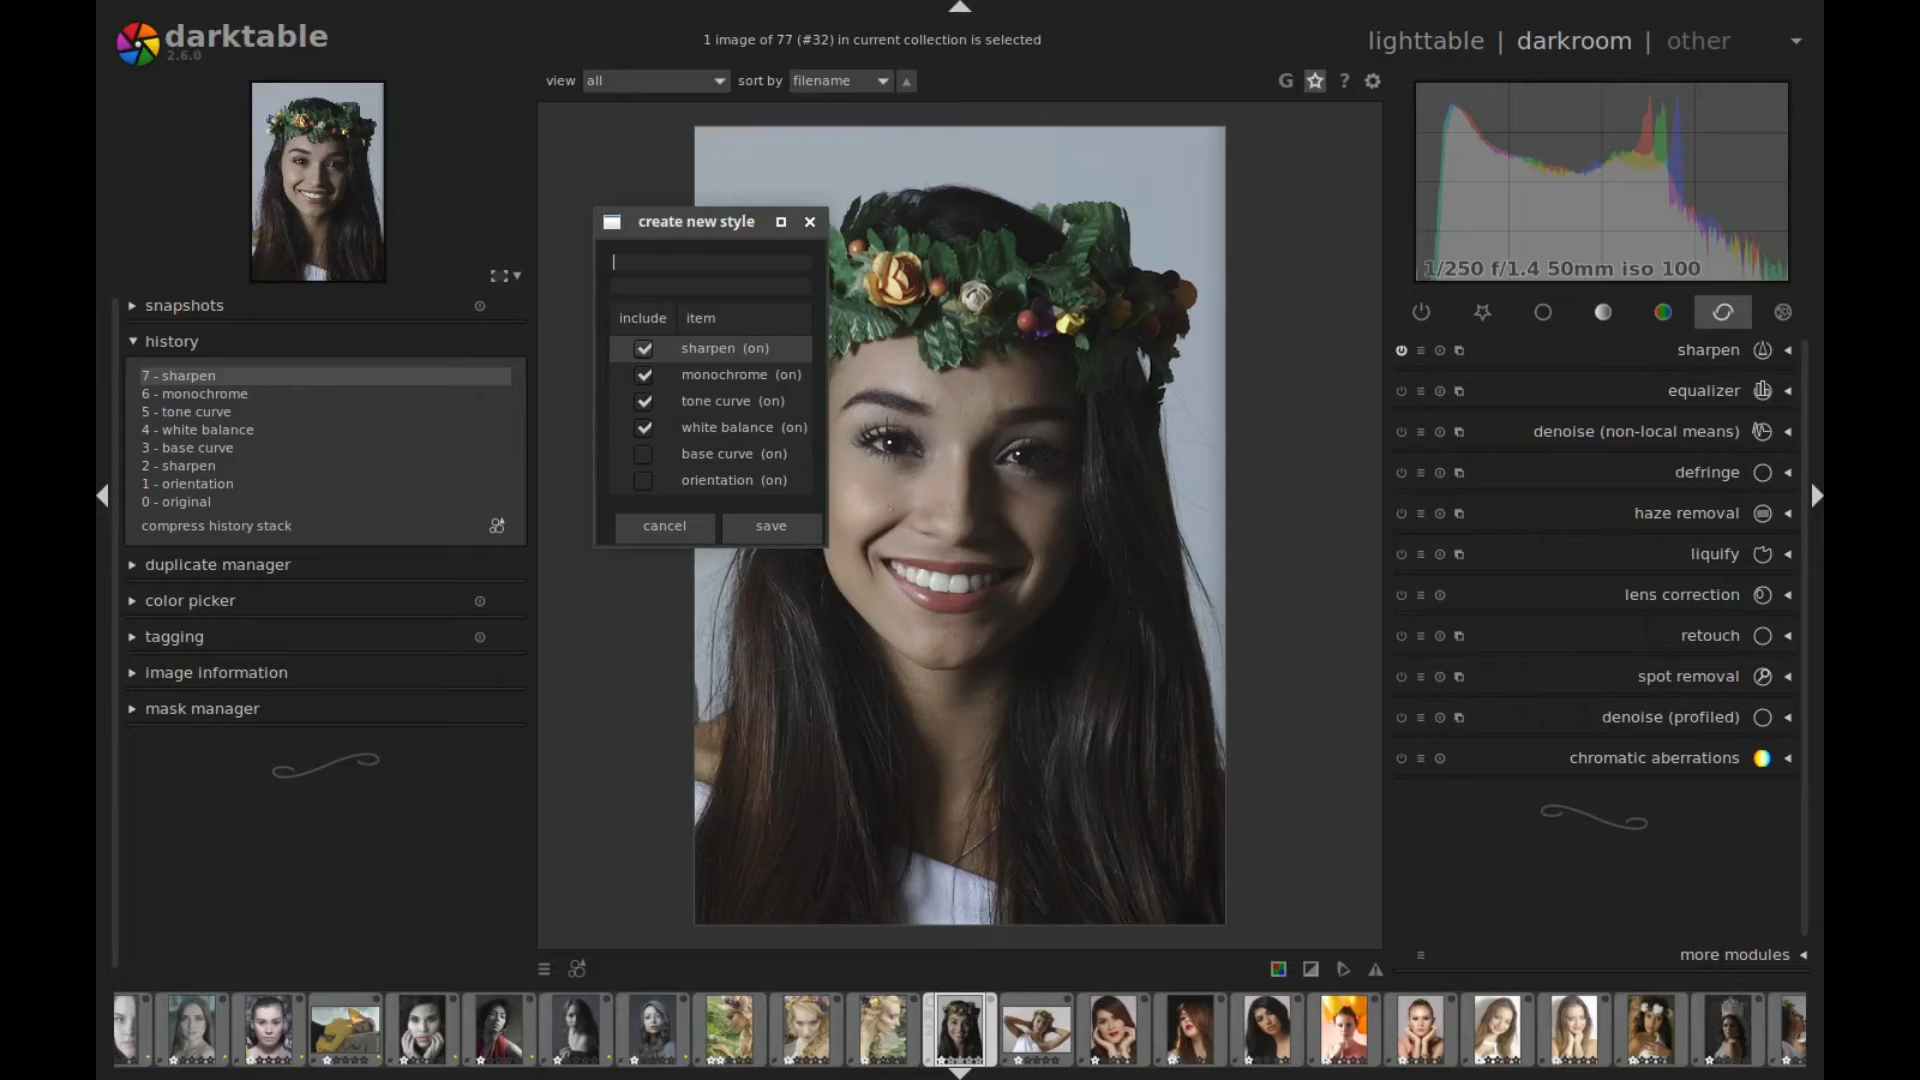 darktable
2.6.0
1 image of 77 (#32) in current collection is selected
lighttable | darkroom | other
view all sort by filename
G ?
1/250 f/1.4 50mm iso 100
snapshots
history
7 - sharpen
6 - monochrome
5 - tone curve
4 - white balance
3 - base curve
2 - sharpen
1 - orientation
0 - original
compress history stack
duplicate manager
color picker
tagging
image information
mask manager
create new style
include item
sharpen (on)
monochrome (on)
tone curve (on)
white balance (on)
base curve (on)
orientation (on)
cancel save
sharpen
equalizer
denoise (non-local means)
defringe
haze removal
liquify
lens correction
retouch
spot removal
denoise (profiled)
chromatic aberrations
more modules